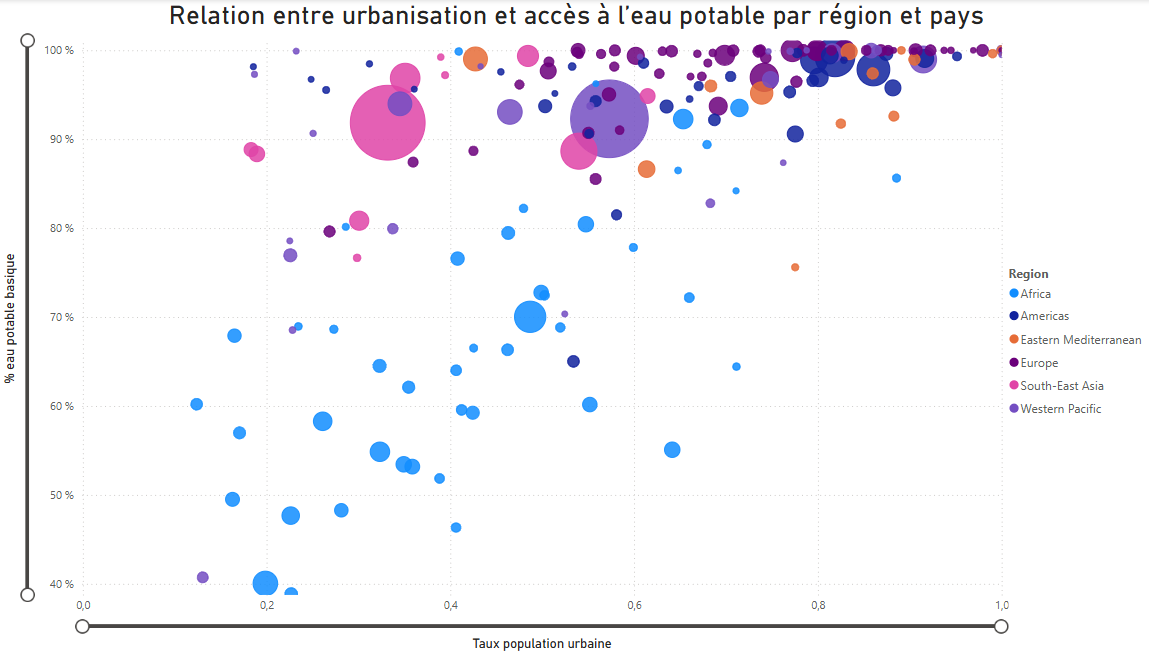 Relation entre urbanisation et accès à l'eau potable par région et pays
100 %
90 %
80 %
70 %
60 %
50 %
40 %
% eau potable basique
0,0
0,2
0,4
0,6
0,8
1,0
Taux population urbaine
Region
Africa
Americas
Eastern Mediterranean
Europe
South-East Asia
Western Pacific